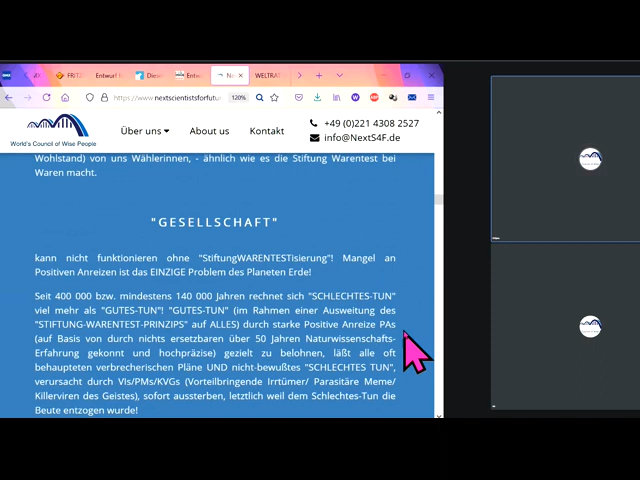 FRITZ
Entwurf f
Diese
Entw
Ne
WELTRAT
https://www.nextscientistsforfutur
120%
World's Council of Wise People
Über uns
About us
Kontakt
+49 (0)221 4308 2527
info@NextS4F.de
Wohlstand) von uns Wählerinnen, - ähnlich wie es die Stiftung Warentest bei
Waren macht.
"GESELLSCHAFT"
kann nicht funktionieren ohne "StiftungWARENTESTisierung"! Mangel an
Positiven Anreizen ist das EINZIGE Problem des Planeten Erde!
Seit 400 000 bzw. mindestens 140 000 Jahren rechnet sich "SCHLECHTES-TUN"
viel mehr als "GUTES-TUN"! "GUTES-TUN" (im Rahmen einer Ausweitung des
"STIFTUNG-WARENTEST-PRINZIPS" auf ALLES) durch starke Positive Anreize PAs
(auf Basis von durch nichts ersetzbaren über 50 Jahren Naturwissenschafts-
Erfahrung gekonnt und hochpräzise) gezielt zu belohnen, läßt alle oft
behaupteten verbrecherischen Pläne UND nicht-bewußtes "SCHLECHTES TUN",
verursacht durch VIs/PMs/KVGs (Vorteilbringende Irrtümer/ Parasitäre Meme/
Killerviren des Geistes), sofort aussterben, letztlich weil dem Schlechtes-Tun die
Beute entzogen wurde!